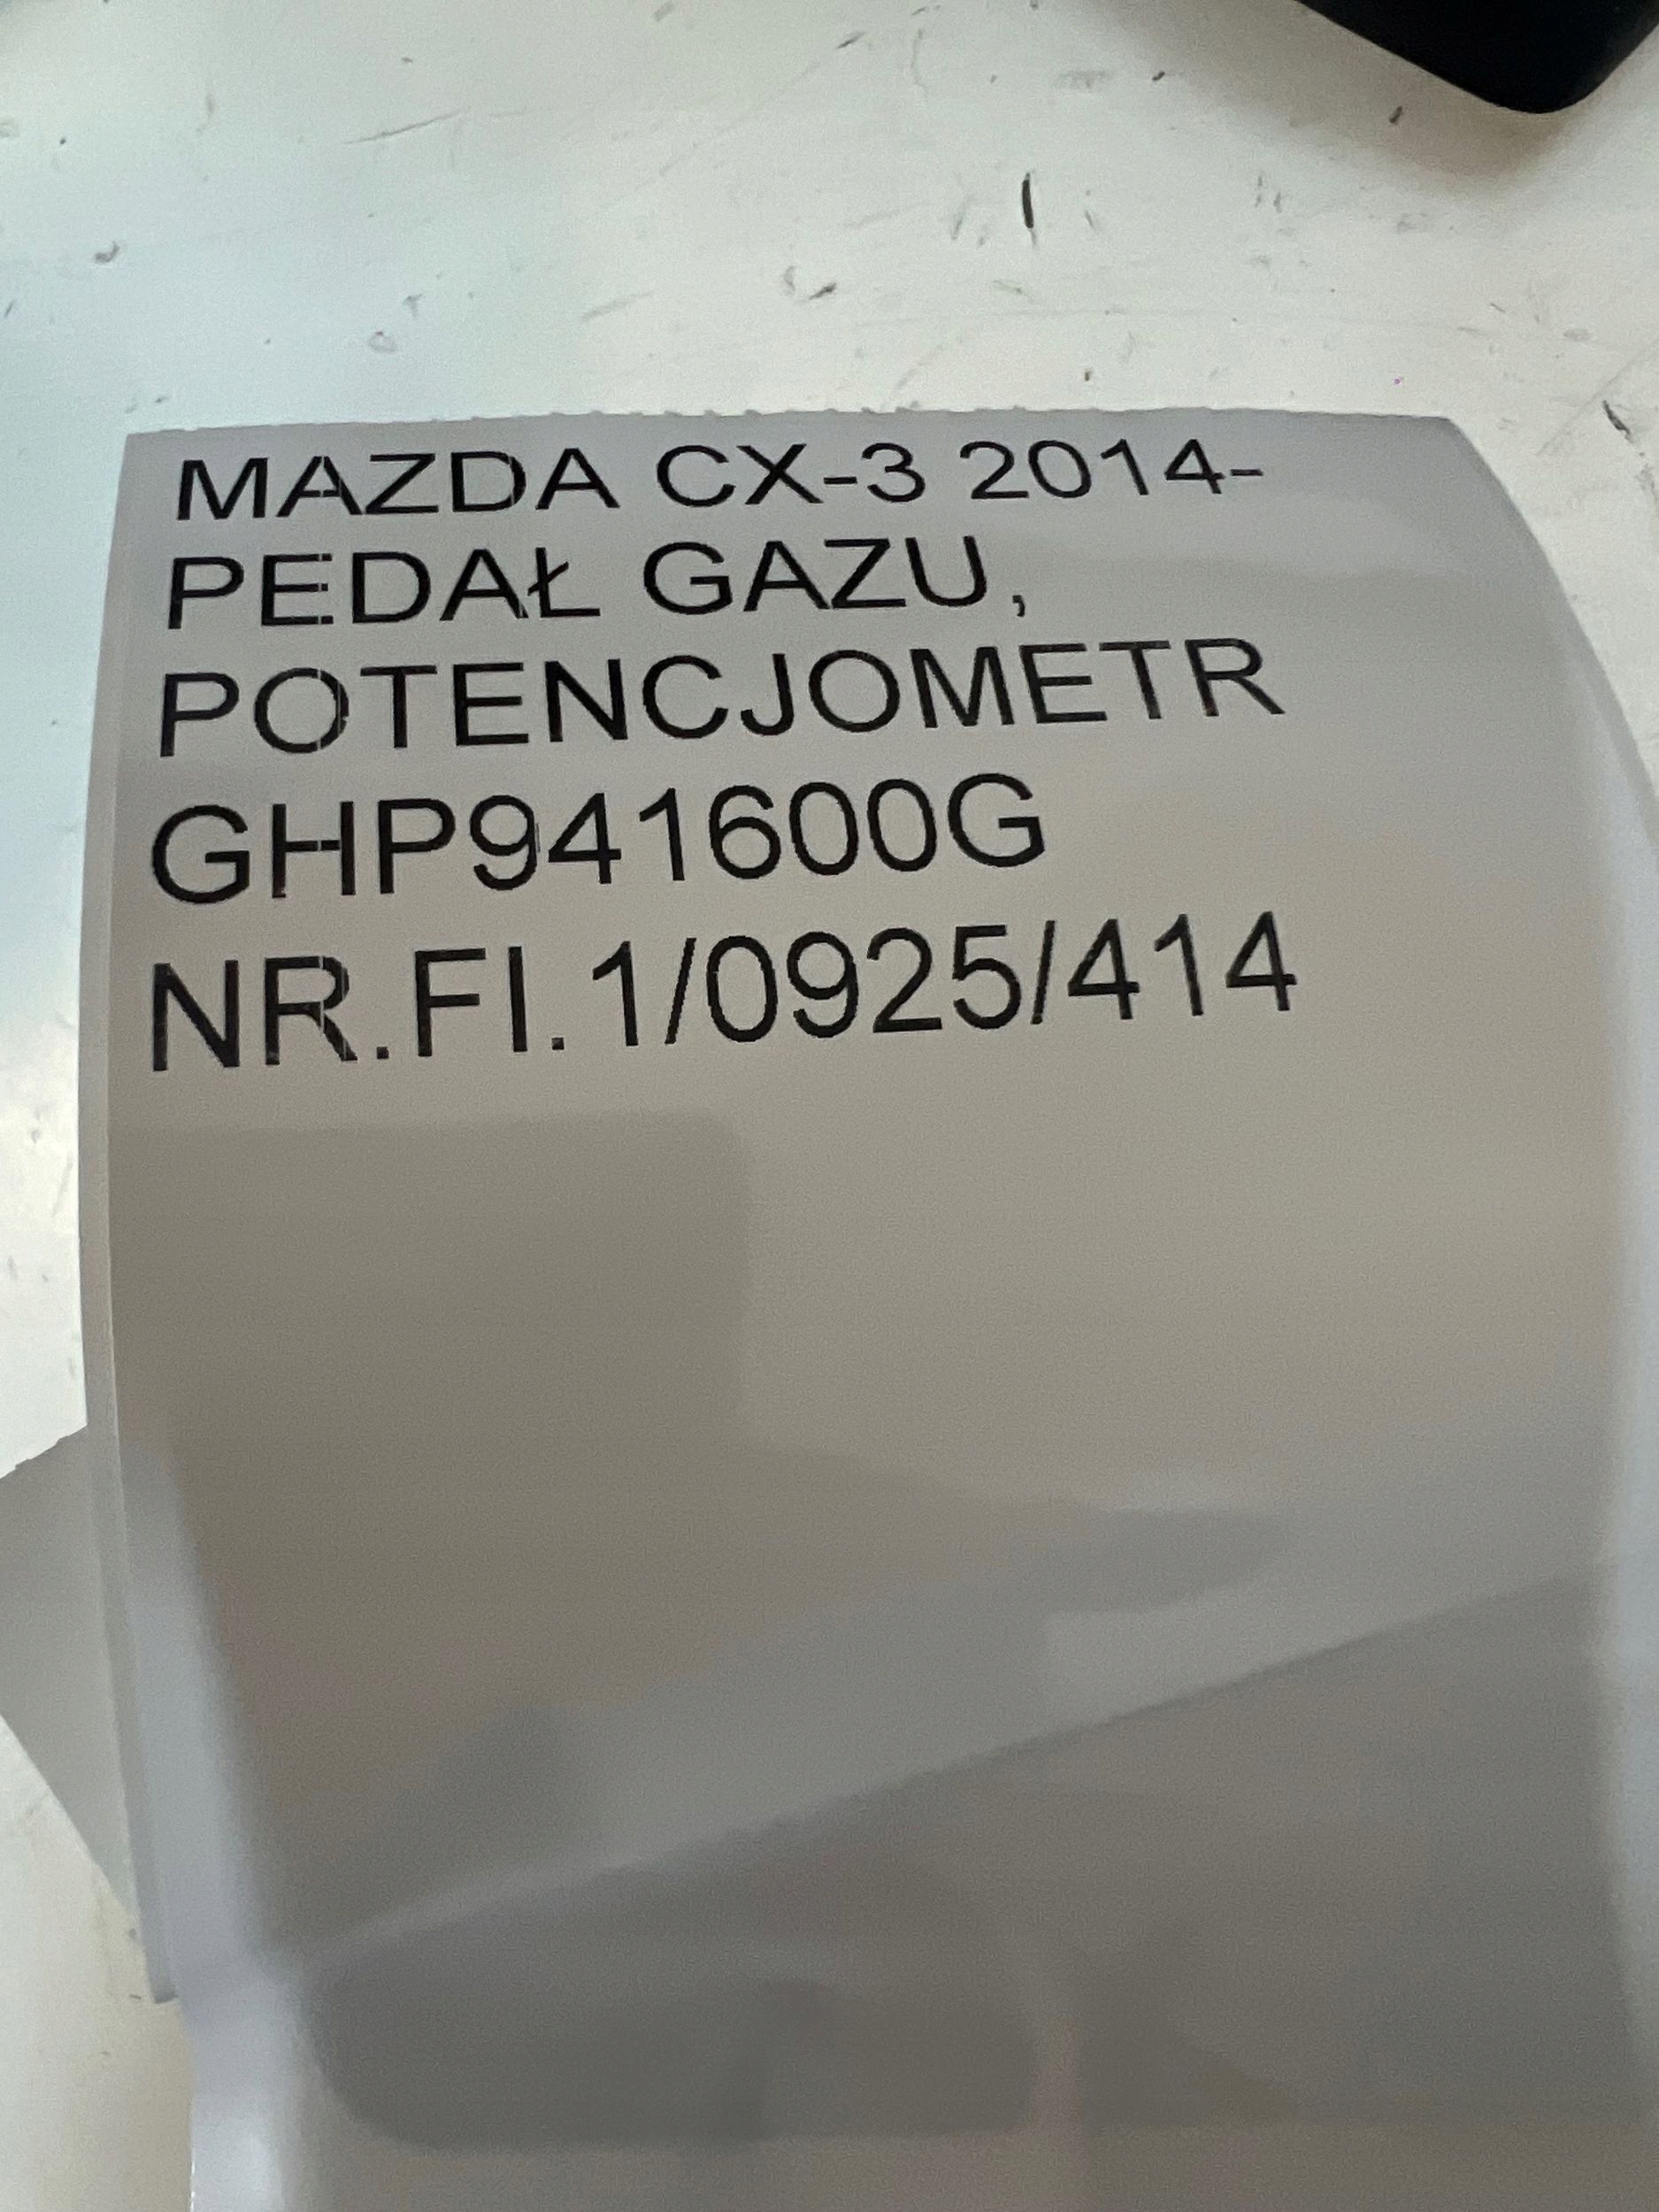 MAZDA CX-3 2014-
PEDAŁ GAZU,
POTENCJOMETR
GHP941600G
NR.FI.1/0925/414